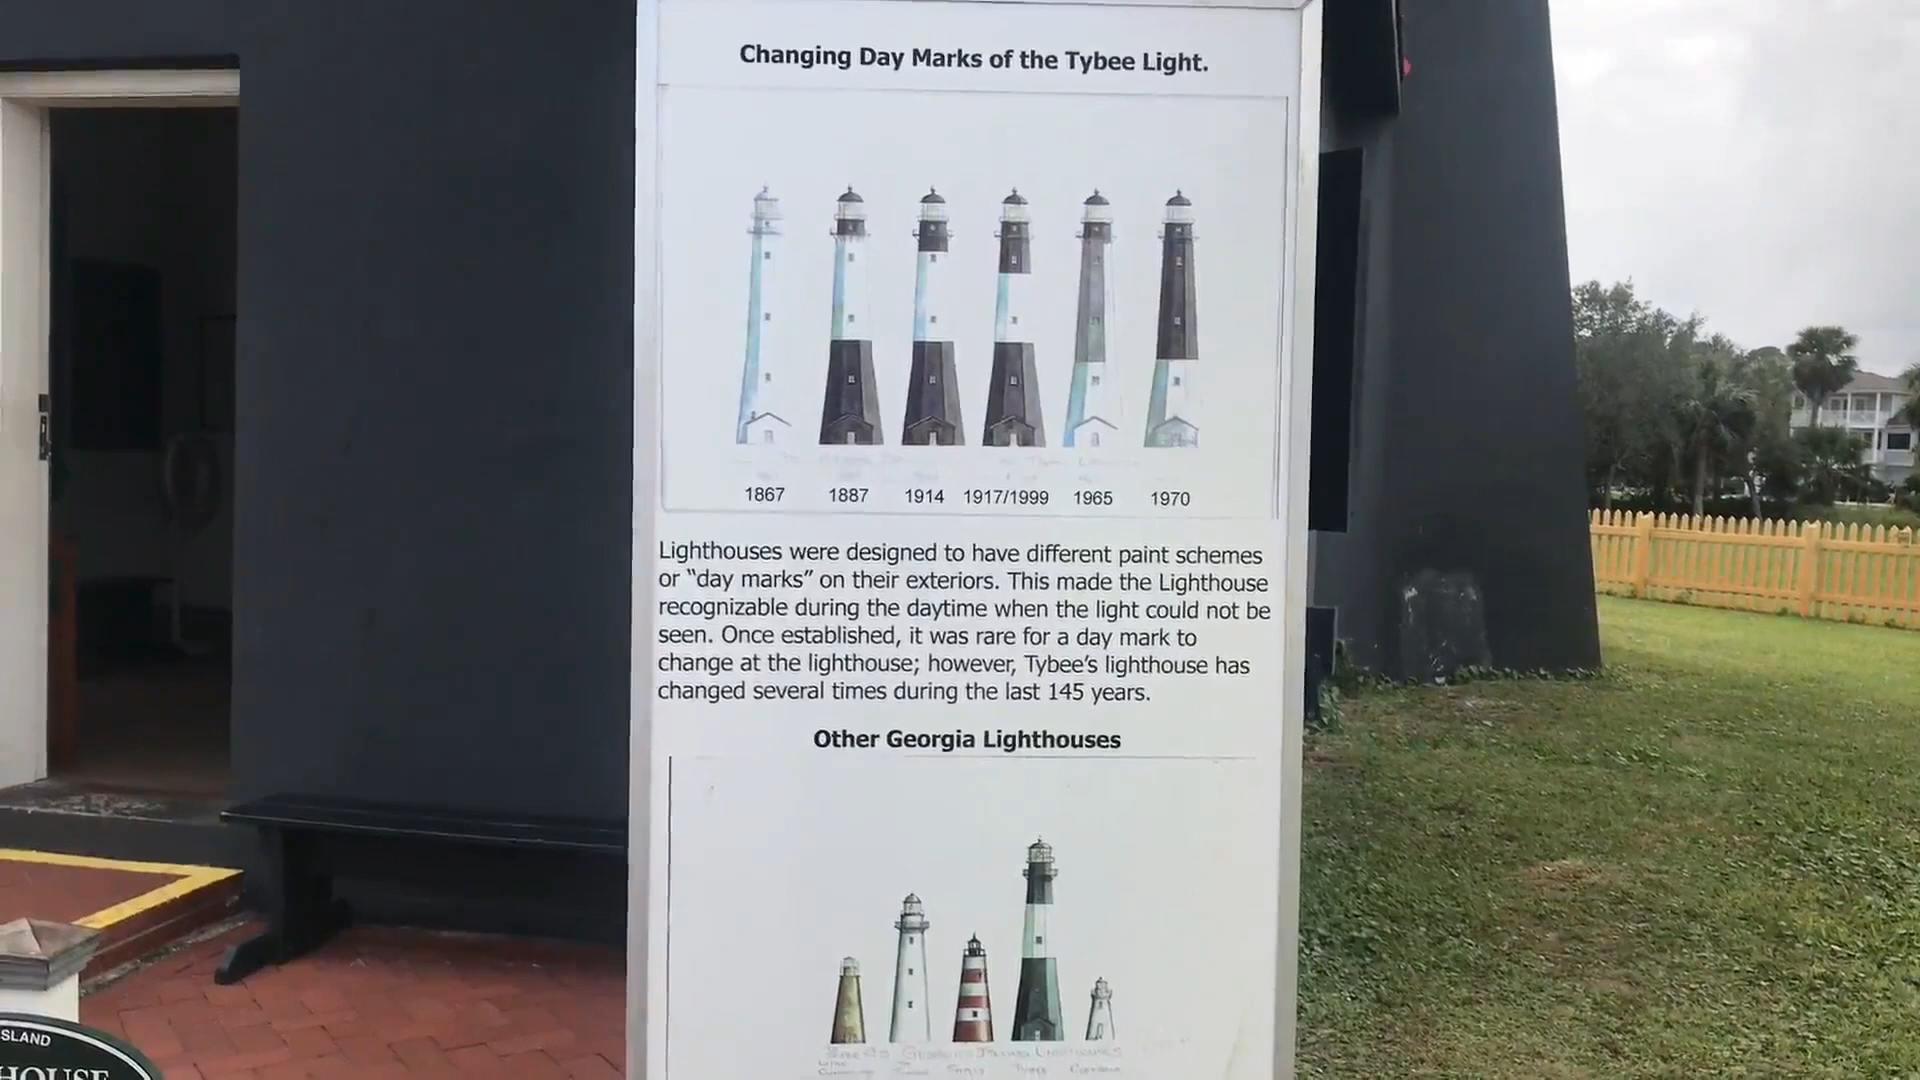 Changing Day Marks of the Tybee Light.
1867 1887 1914 1917/1999 1965 1970
Lighthouses were designed to have different paint schemes
or “day marks” on their exteriors. This made the Lighthouse
recognizable during the daytime when the light could not be
seen. Once established, it was rare for a day mark to
change at the lighthouse; however, Tybee’s lighthouse has
changed several times during the last 145 years.
Other Georgia Lighthouses
SLAND
HOUSE